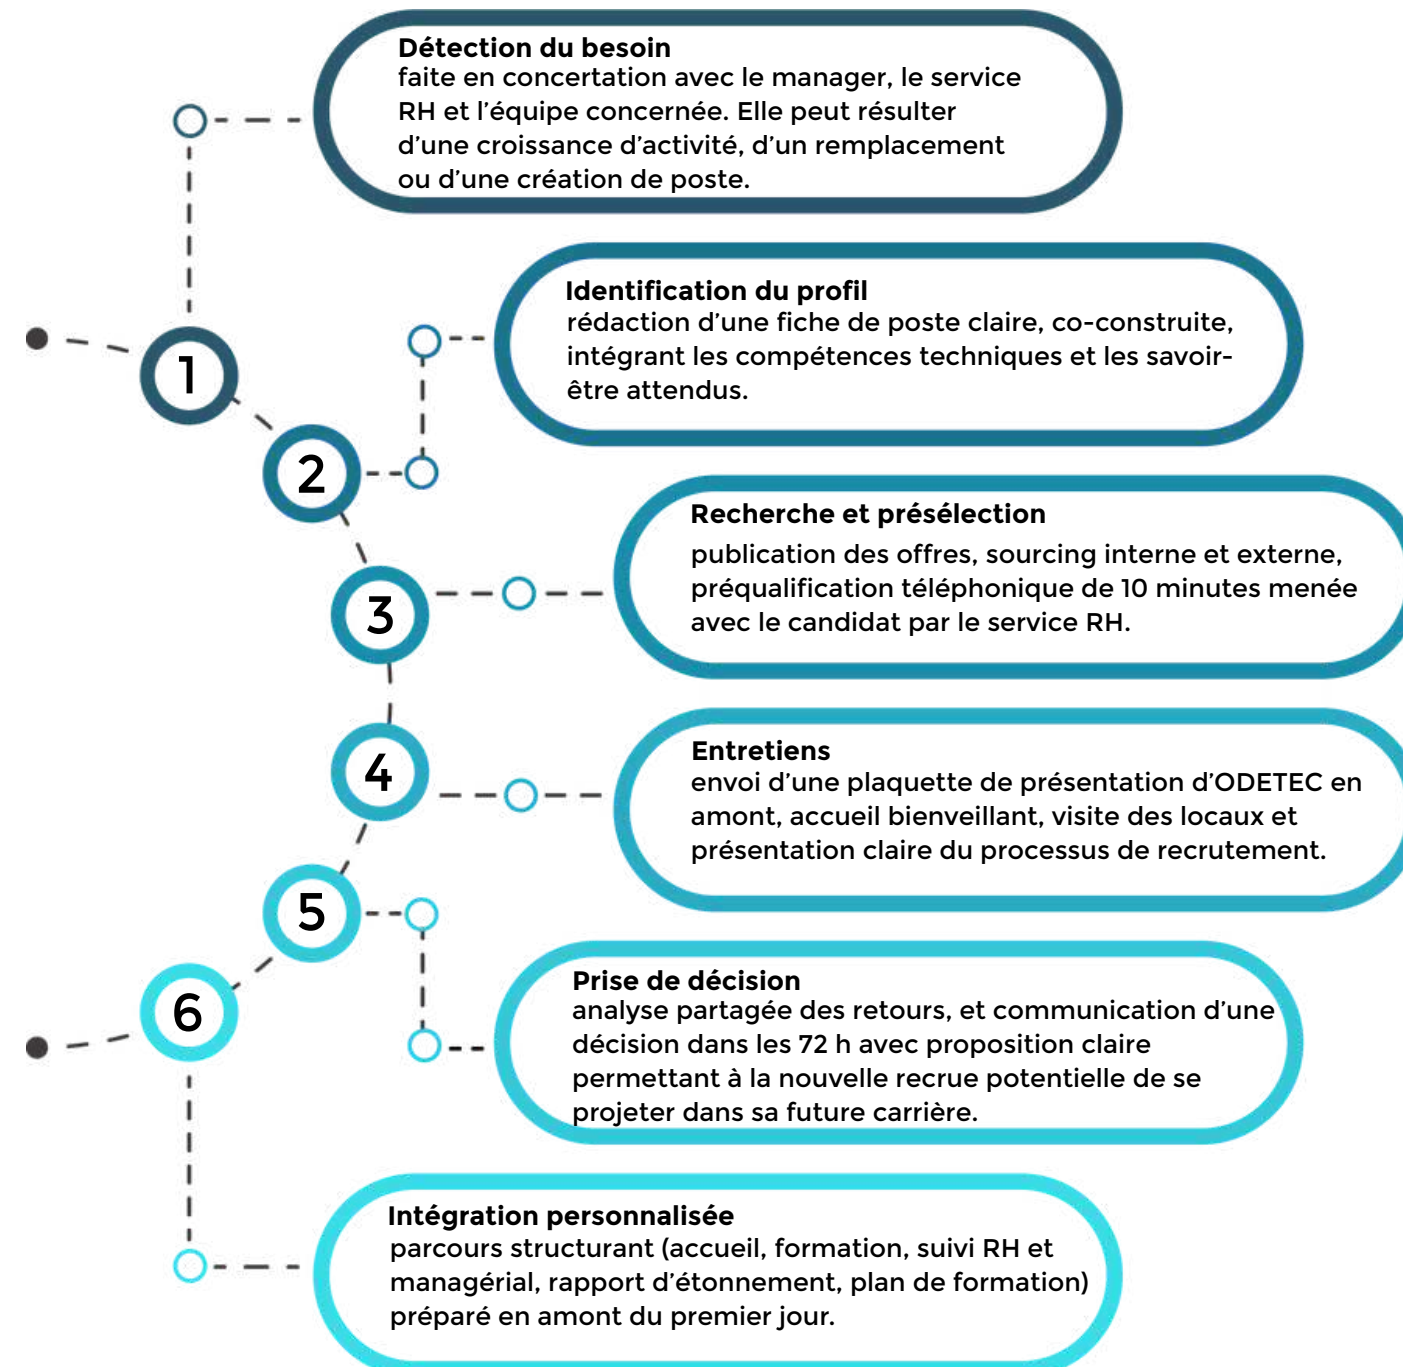 Détection du besoin
faite en concertation avec le manager, le service
RH et l’équipe concernée. Elle peut résulter
d’une croissance d’activité, d’un remplacement
ou d’une création de poste.
1
Identification du profil
rédaction d’une fiche de poste claire, co-construite,
intégrant les compétences techniques et les savoir-
être attendus.
2
Recherche et présélection
publication des offres, sourcing interne et externe,
préqualification téléphonique de 10 minutes menée
avec le candidat par le service RH.
3
Entretiens
envoi d’une plaquette de présentation d’ODETEC en
amont, accueil bienveillant, visite des locaux et
présentation claire du processus de recrutement.
4
5
Prise de décision
analyse partagée des retours, et communication d’une
décision dans les 72 h avec proposition claire
permettant à la nouvelle recrue potentielle de se
projeter dans sa future carrière.
6
Intégration personnalisée
parcours structurant (accueil, formation, suivi RH et
managérial, rapport d’étonnement, plan de formation)
préparé en amont du premier jour.